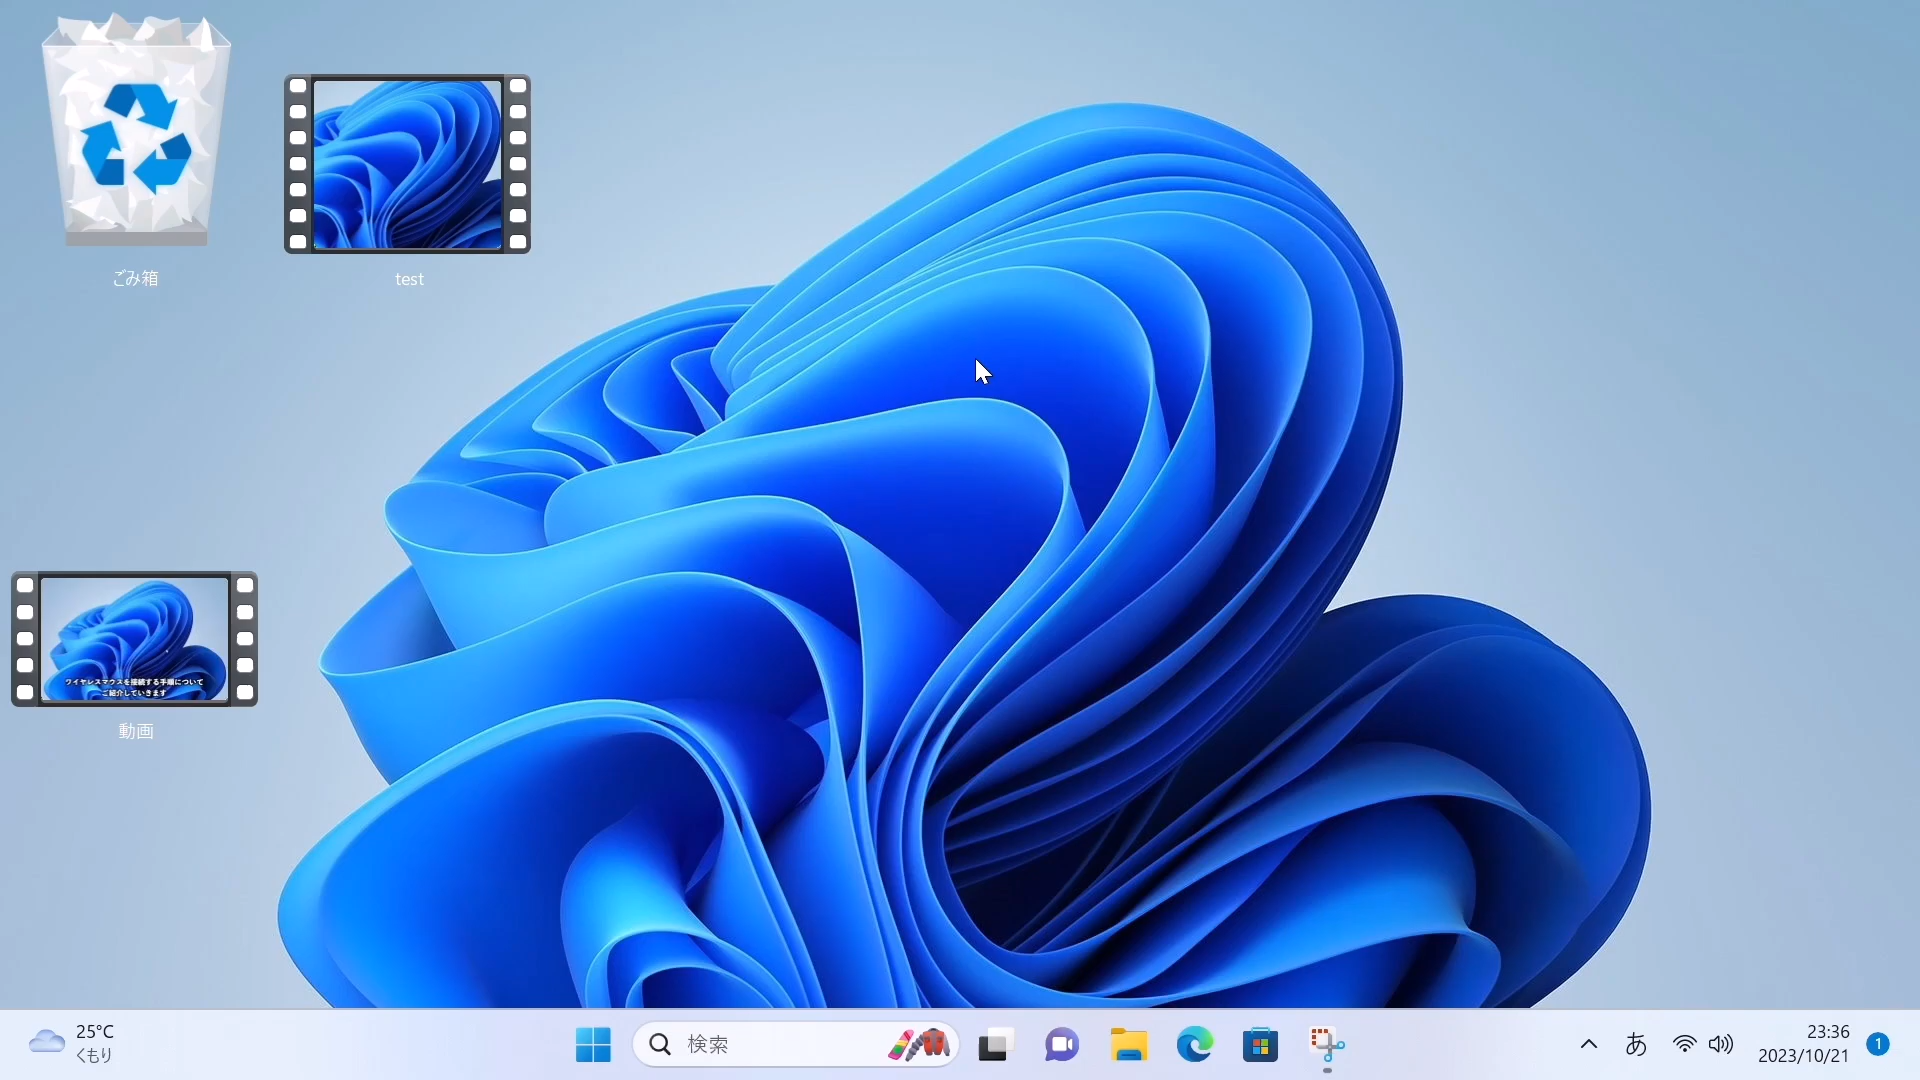 ごみ箱
test
ワイヤレスマウスを接続する手順について
ご紹介していきます
動画
25°C
くもり
検索
あ
23:36
2023/10/21
1